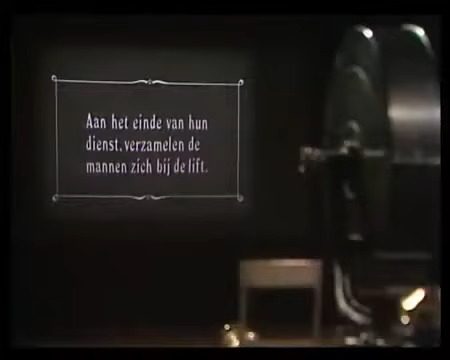 Aan het einde van hun
dienst, verzamelen de
mannen zich bij de lift.